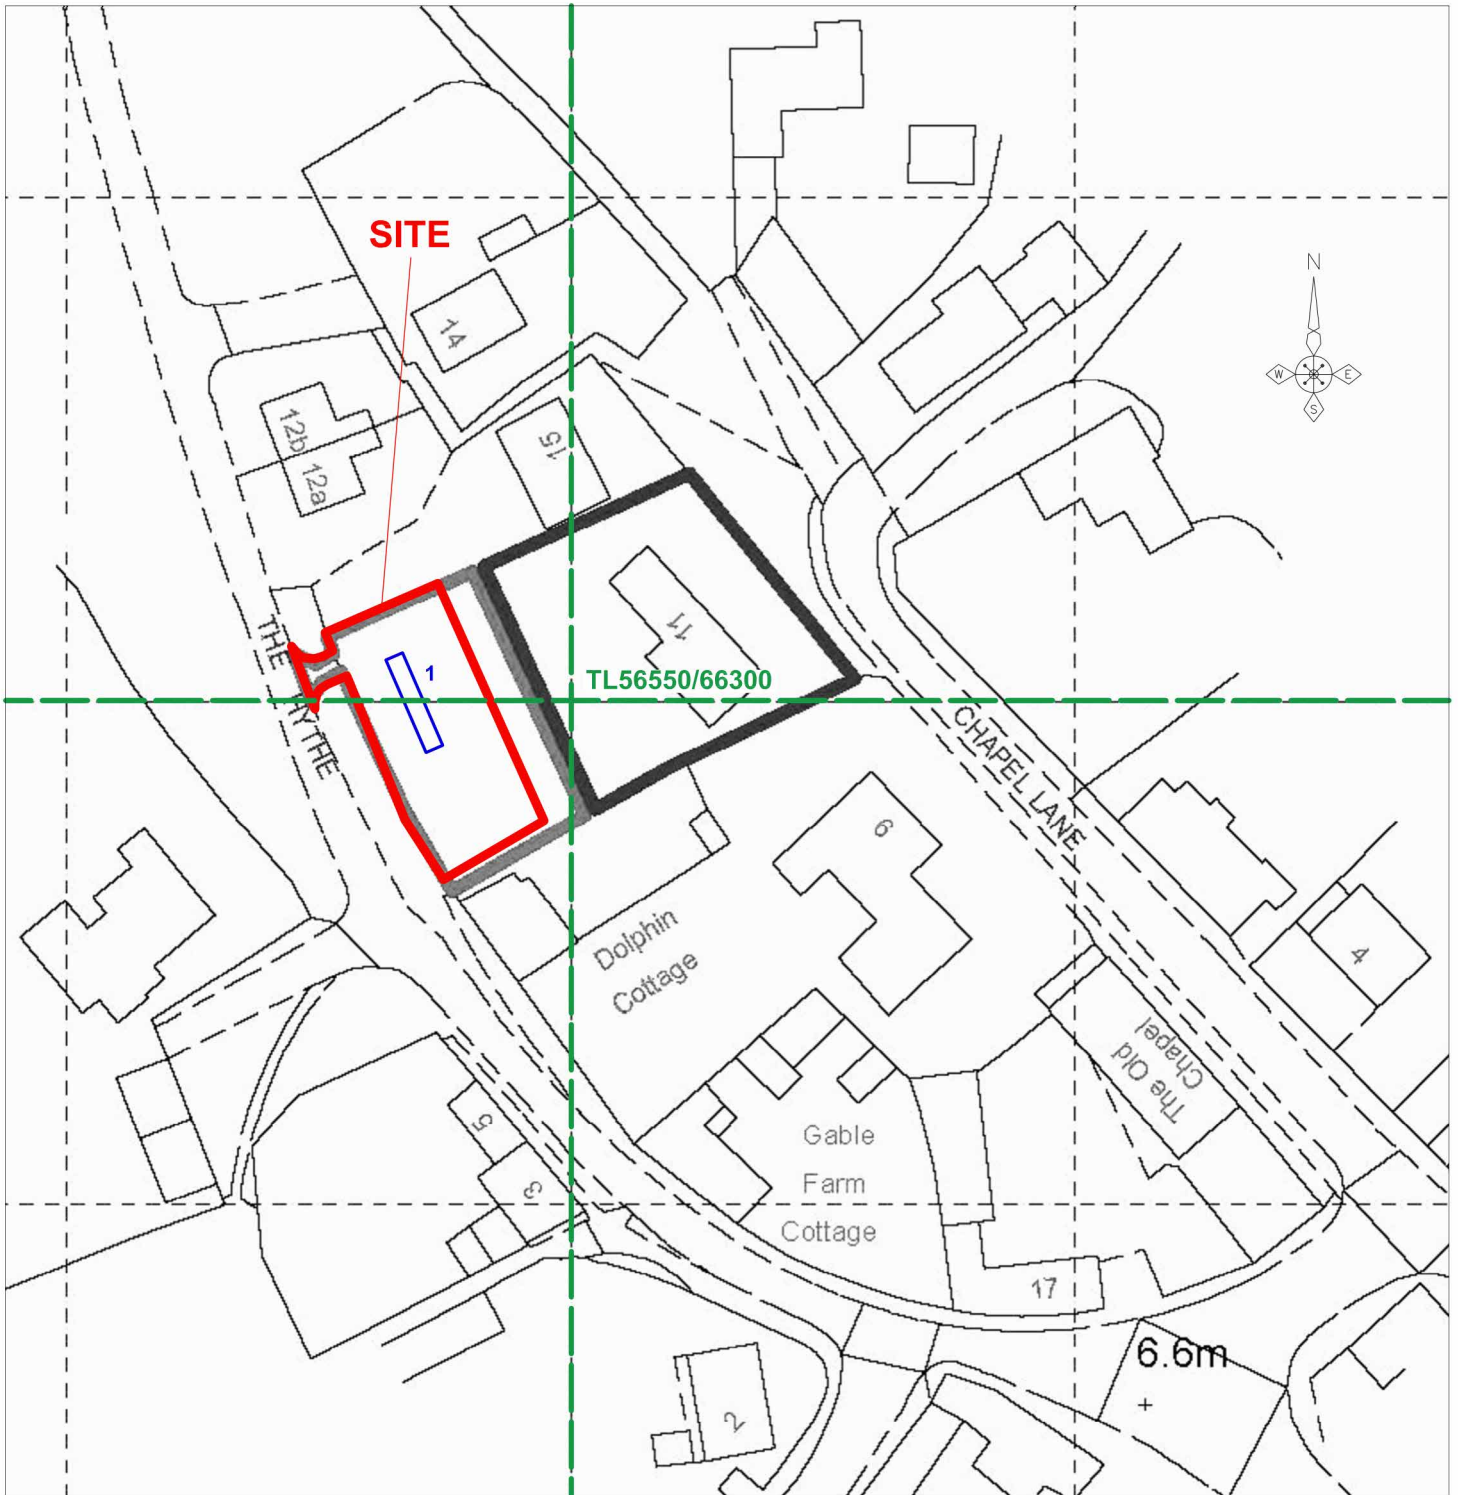 SITE
N
W
E
S
14
12b
12a
15
11
1
THE HYTHE
TL56550/66300
CHAPEL LANE
9
Dolphin
Cottage
4
The Old
Chapel
5
3
Gable
Farm
Cottage
17
6.6m
2